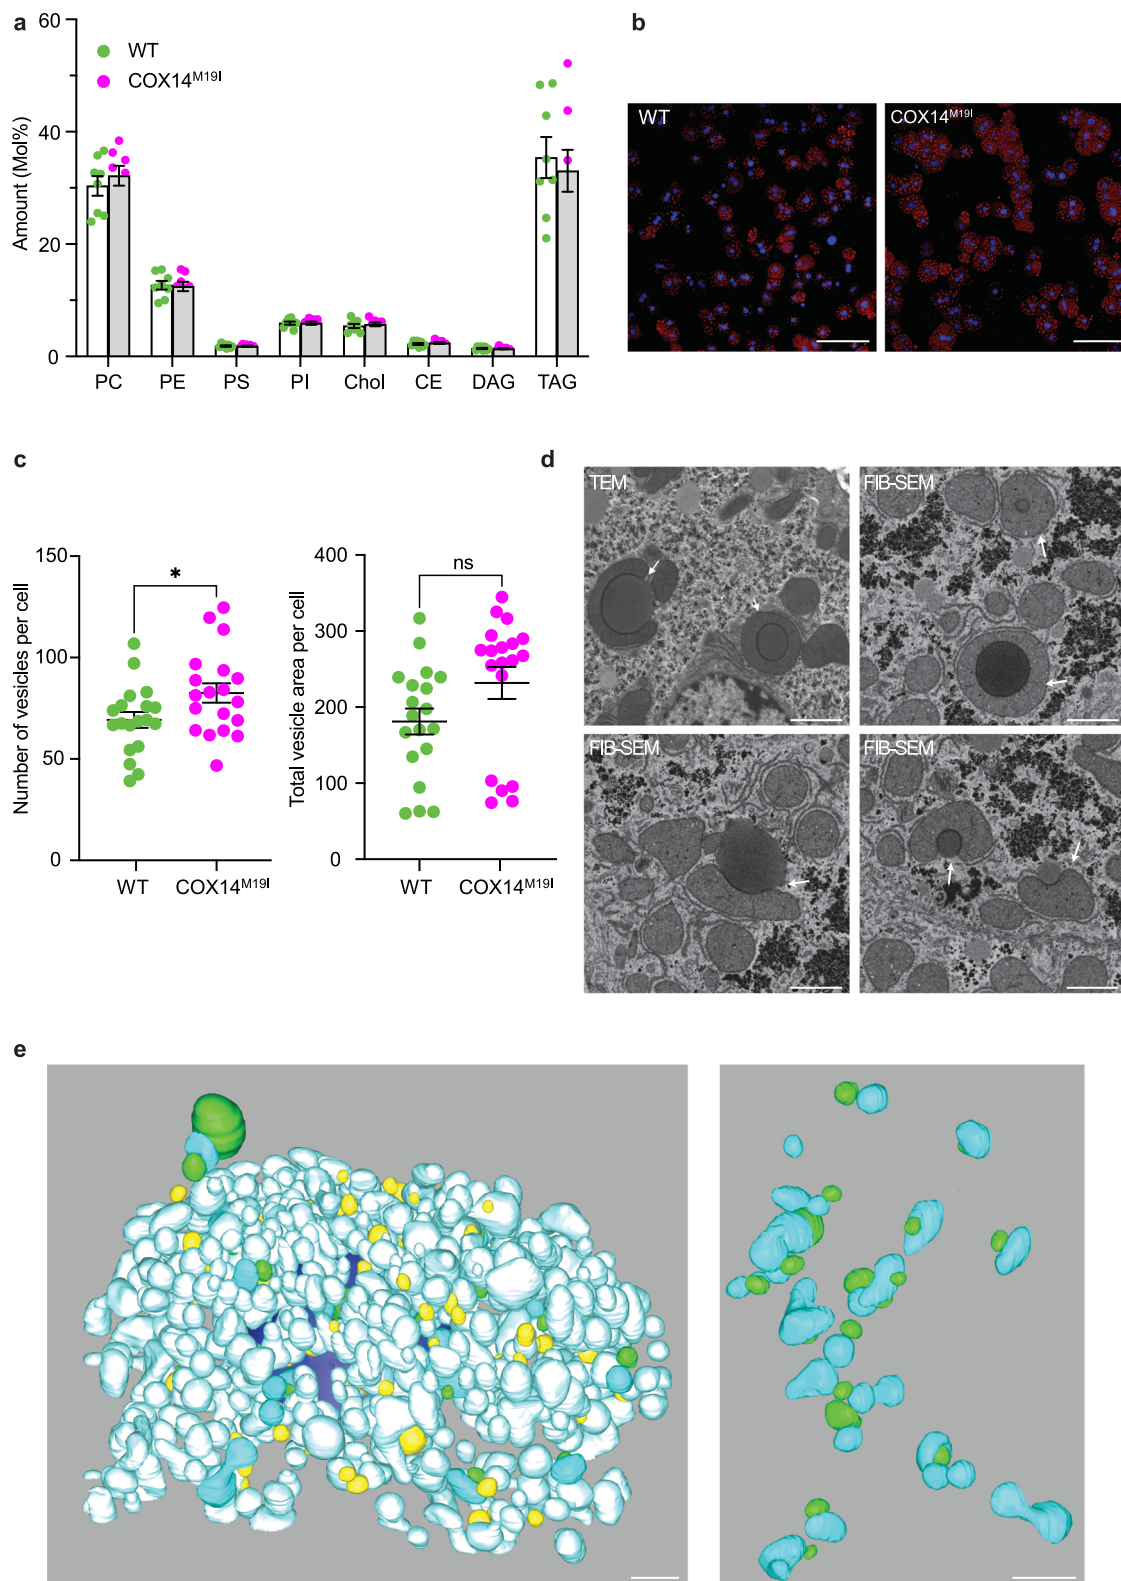 a
60
40
20
0
Amount (Mol%)
WT
COX14ᴹ¹⁹ᴵ
PC PE PS PI Chol CE DAG TAG
b
WT
COX14ᴹ¹⁹ᴵ
c
150
100
50
0
Number of vesicles per cell
*
WT COX14ᴹ¹⁹ᴵ
400
300
200
100
0
Total vesicle area per cell
ns
WT COX14ᴹ¹⁹ᴵ
d
TEM
FIB-SEM
FIB-SEM
FIB-SEM
e